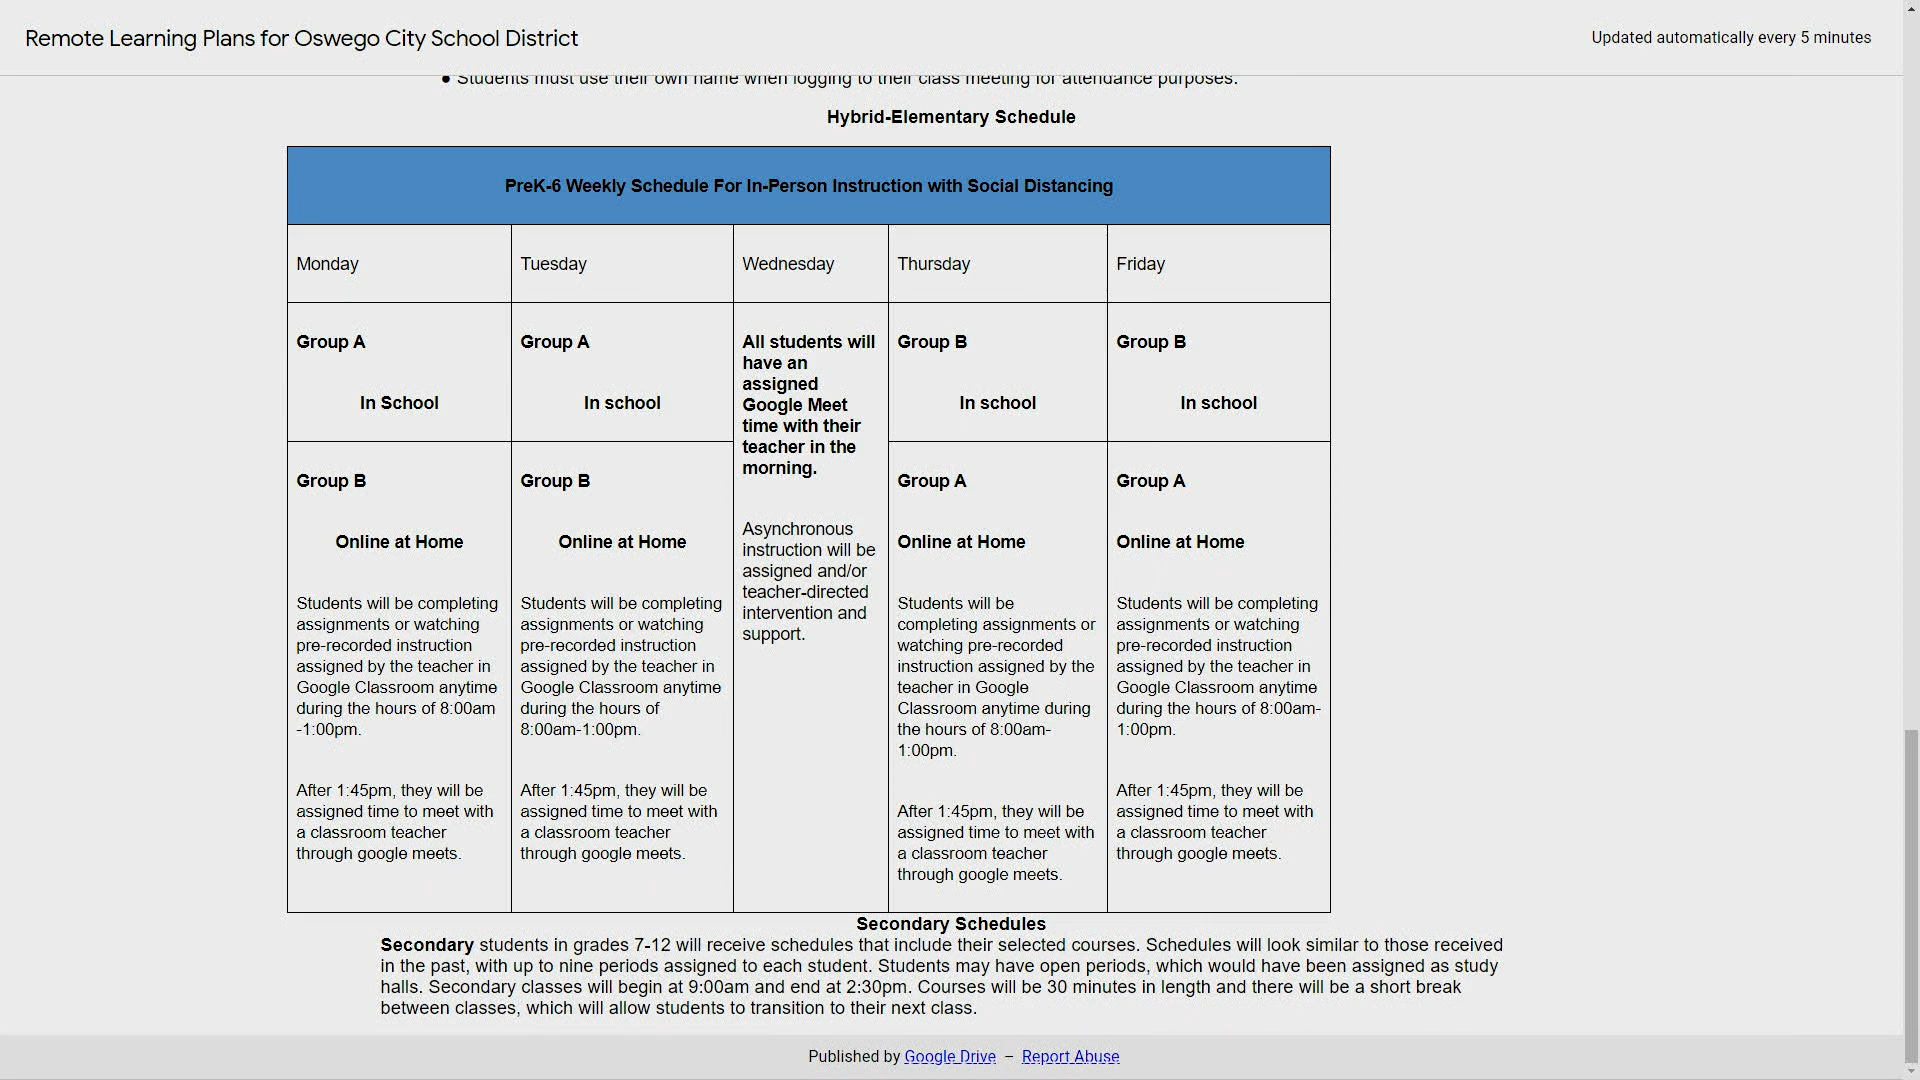 Remote Learning Plans for Oswego City School District
Updated automatically every 5 minutes
● Students must use their own name when logging to their class meeting for attendance purposes.
Hybrid-Elementary Schedule
PreK-6 Weekly Schedule For In-Person Instruction with Social Distancing
Monday
Tuesday
Wednesday
Thursday
Friday
Group A
In School
Group A
In school
All students will
have an
assigned
Google Meet
time with their
teacher in the
morning.
Asynchronous
instruction will be
assigned and/or
teacher-directed
intervention and
support.
Group B
In school
Group B
In school
Group B
Online at Home
Students will be completing
assignments or watching
pre-recorded instruction
assigned by the teacher in
Google Classroom anytime
during the hours of 8:00am
-1:00pm.
After 1:45pm, they will be
assigned time to meet with
a classroom teacher
through google meets.
Group B
Online at Home
Students will be completing
assignments or watching
pre-recorded instruction
assigned by the teacher in
Google Classroom anytime
during the hours of
8:00am-1:00pm.
After 1:45pm, they will be
assigned time to meet with
a classroom teacher
through google meets.
Group A
Online at Home
Students will be
completing assignments or
watching pre-recorded
instruction assigned by the
teacher in Google
Classroom anytime during
the hours of 8:00am-
1:00pm.
After 1:45pm, they will be
assigned time to meet with
a classroom teacher
through google meets.
Group A
Online at Home
Students will be completing
assignments or watching
pre-recorded instruction
assigned by the teacher in
Google Classroom anytime
during the hours of 8:00am-
1:00pm.
After 1:45pm, they will be
assigned time to meet with
a classroom teacher
through google meets.
Secondary Schedules
Secondary students in grades 7-12 will receive schedules that include their selected courses. Schedules will look similar to those received
in the past, with up to nine periods assigned to each student. Students may have open periods, which would have been assigned as study
halls. Secondary classes will begin at 9:00am and end at 2:30pm. Courses will be 30 minutes in length and there will be a short break
between classes, which will allow students to transition to their next class.
Published by Google Drive – Report Abuse